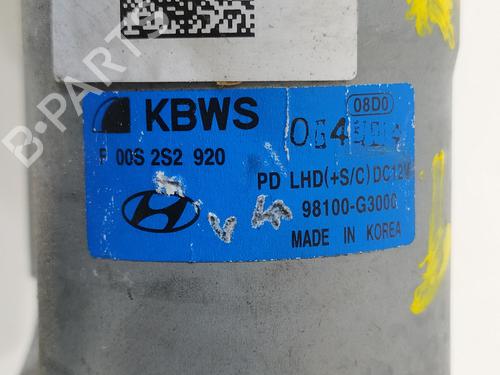 08D0
KBWS
F 00S 2S2 920
PD LHD(+S/C) DC12V
98100-G3000
MADE IN KOREA
B-PARTS